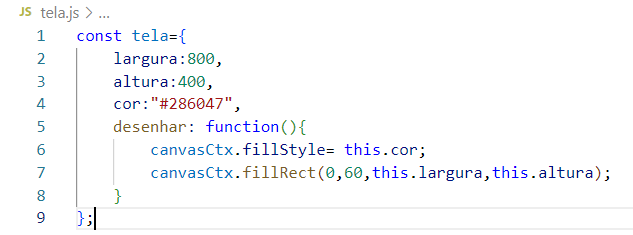 JS tela.js > ...
1 const tela={
2 largura:800,
3 altura:400,
4 cor:"#286047",
5 desenhar: function(){
6 canvasCtx.fillStyle= this.cor;
7 canvasCtx.fillRect(0,60,this.largura,this.altura);
8 }
9 };